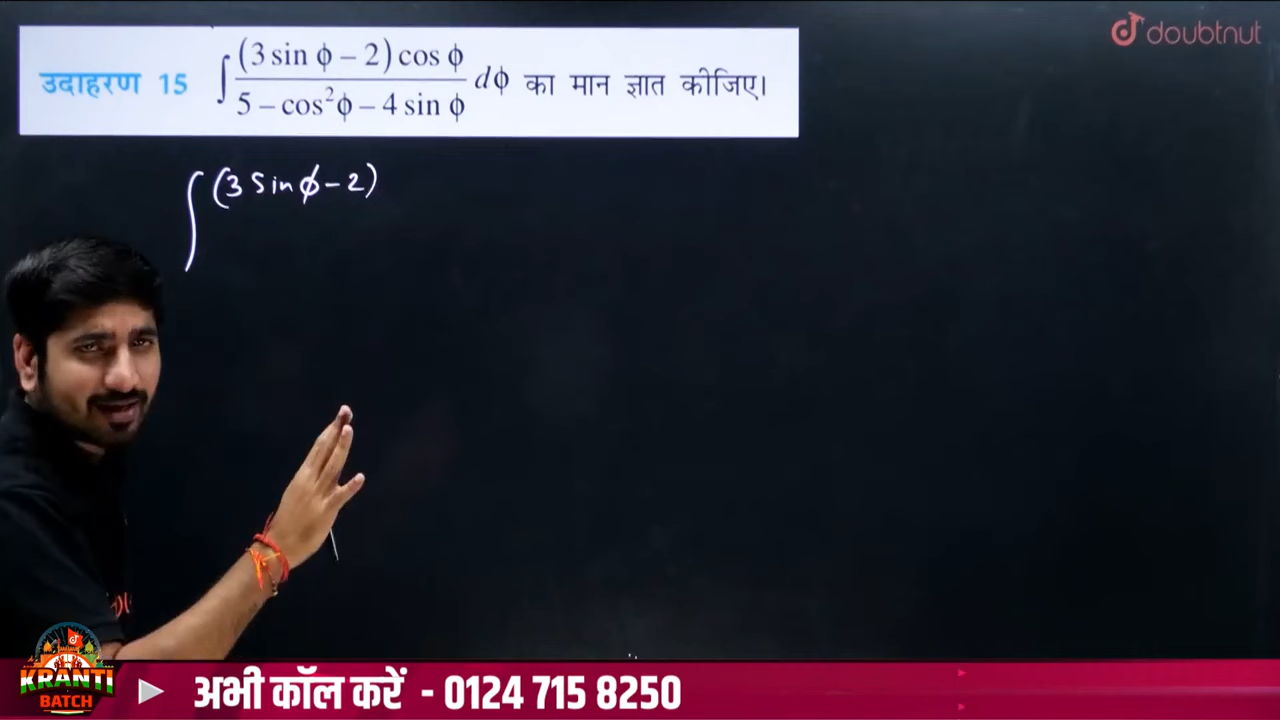 doubtnut
उदाहरण 15 ∫ (3 sin ϕ – 2) cos ϕ / 5 – cos²ϕ – 4 sin ϕ dϕ का मान ज्ञात कीजिए।
∫ (3 sin ϕ – 2)
KRANTI
BATCH
अभी कॉल करें - 0124 715 8250